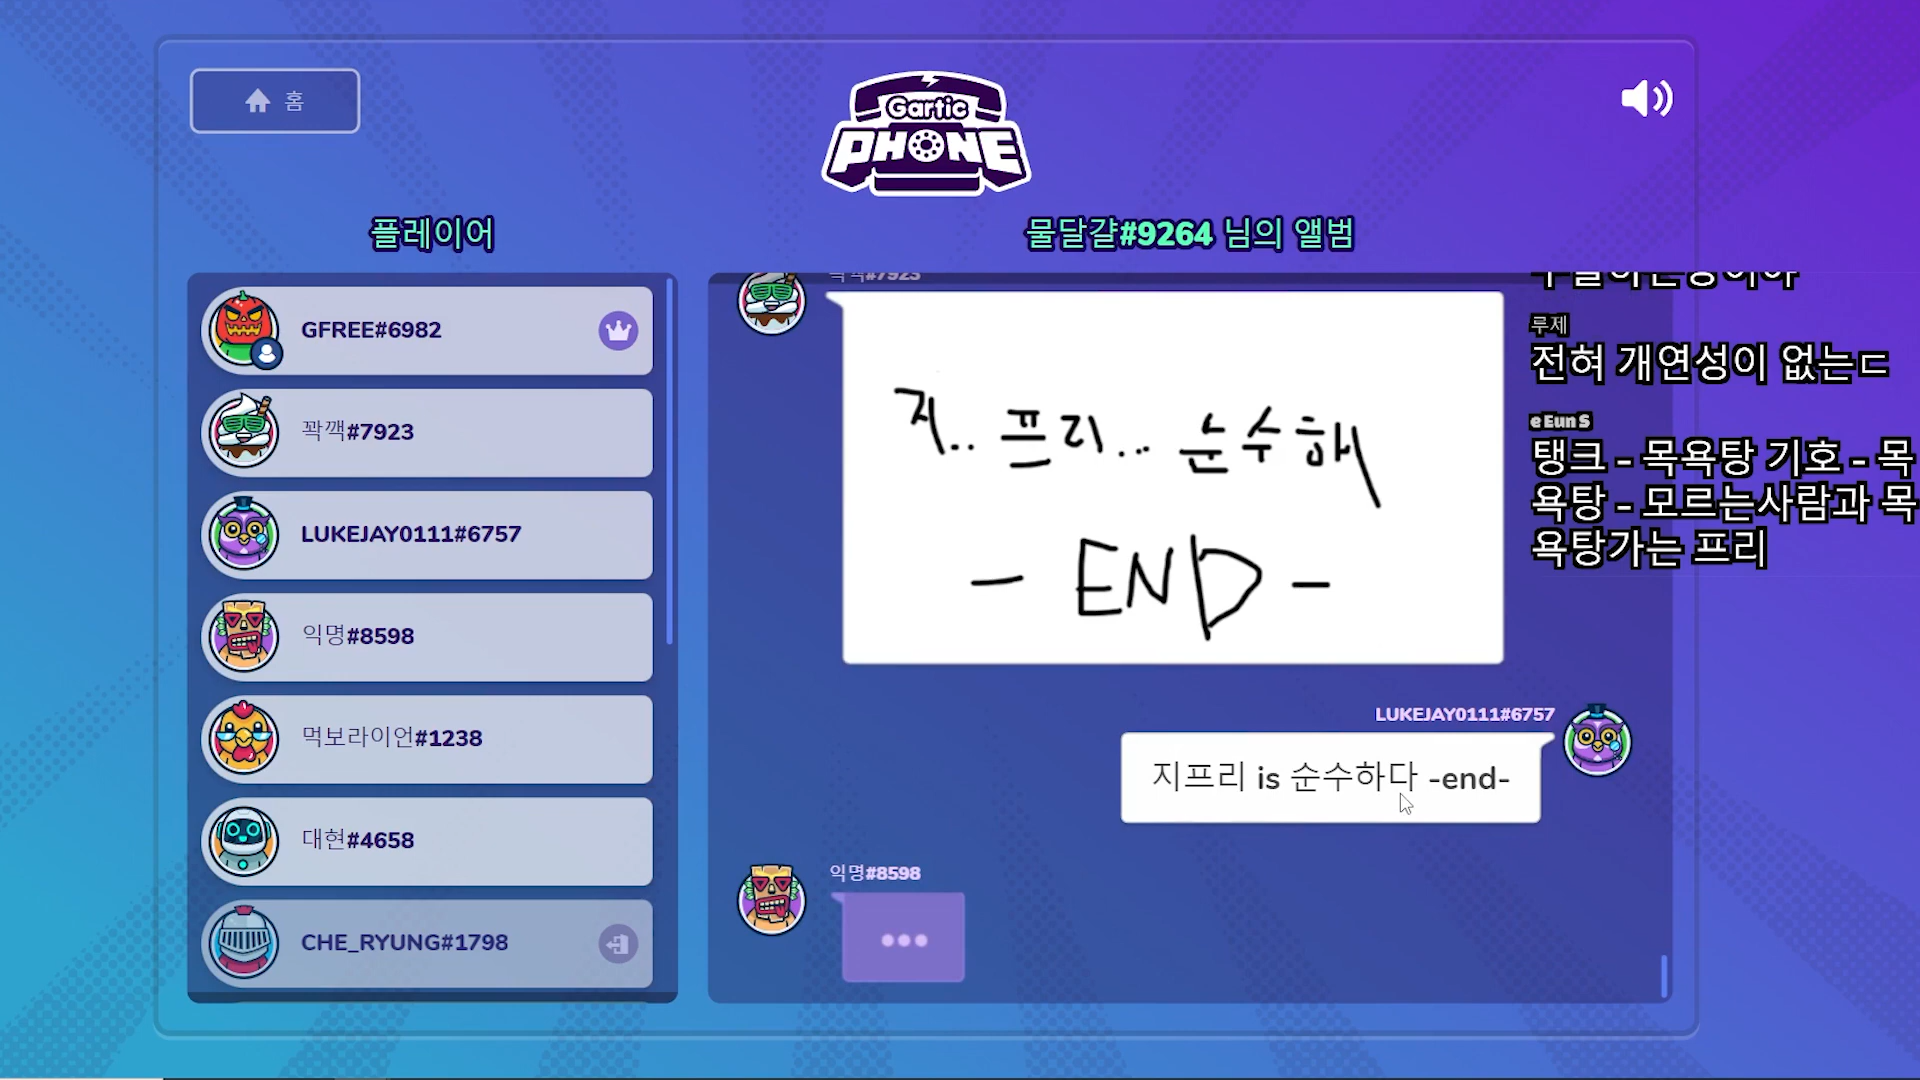 홈
Gartic
PHONE
플레이어
물달걀#9264 님의 앨범
GFREE#6982
꽉깩#7923
LUKEJAY0111#6757
익명#8598
먹보라이언#1238
대현#4658
CHE_RYUNG#1798
지.. 프리... 순수해
- END -
LUKEJAY0111#6757
지프리 is 순수하다 -end-
익명#8598
루제
전혀 개연성이 없는ㄷ
e Eun S
탱크 - 목욕탕 기호 - 목
욕탕 - 모르는사람과 목
욕탕가는 프리